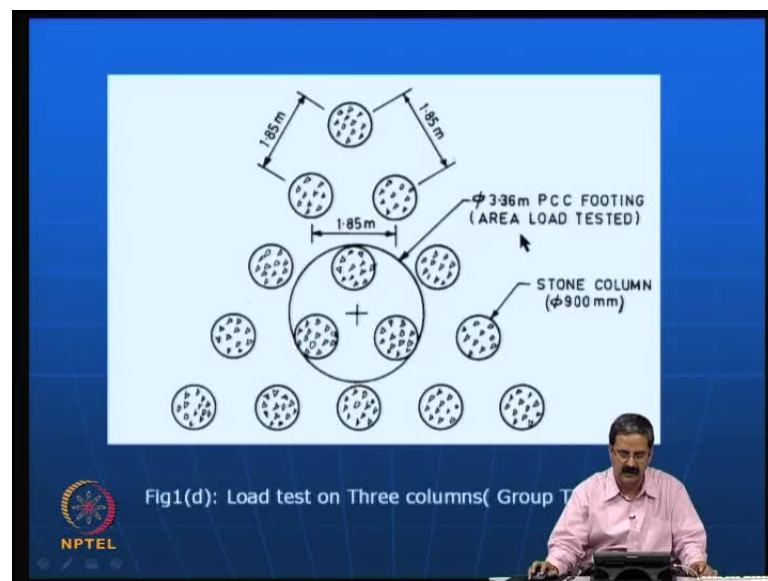 1·85m
1·85m
1·85m
φ 3·36m PCC FOOTING
(AREA LOAD TESTED)
STONE COLUMN
(φ900 mm)
Fig1(d): Load test on Three columns( Group T
NPTEL